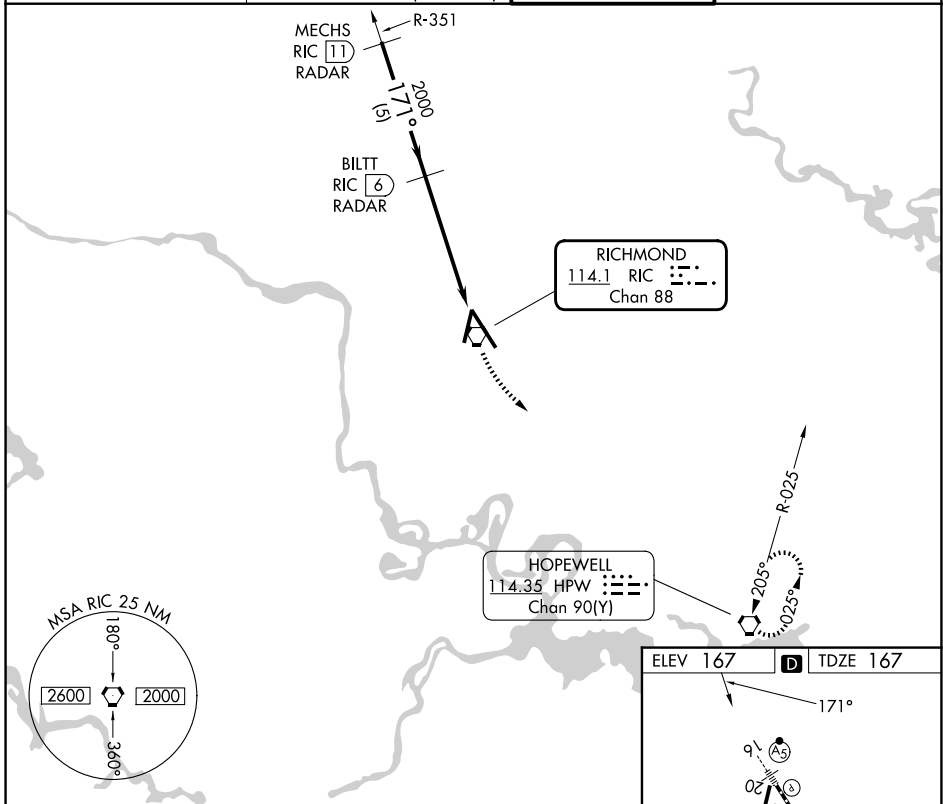 R-351
MECHS
RIC 11
RADAR
2000
171°
(5)
BILTT
RIC 6
RADAR
RICHMOND
114.1 RIC
Chan 88
R-025
205°
025°
HOPEWELL
114.35 HPW
Chan 90(Y)
MSA RIC 25 NM
180°
2600
2000
360°
ELEV 167
D
TDZE 167
171°
16
A5
20
P